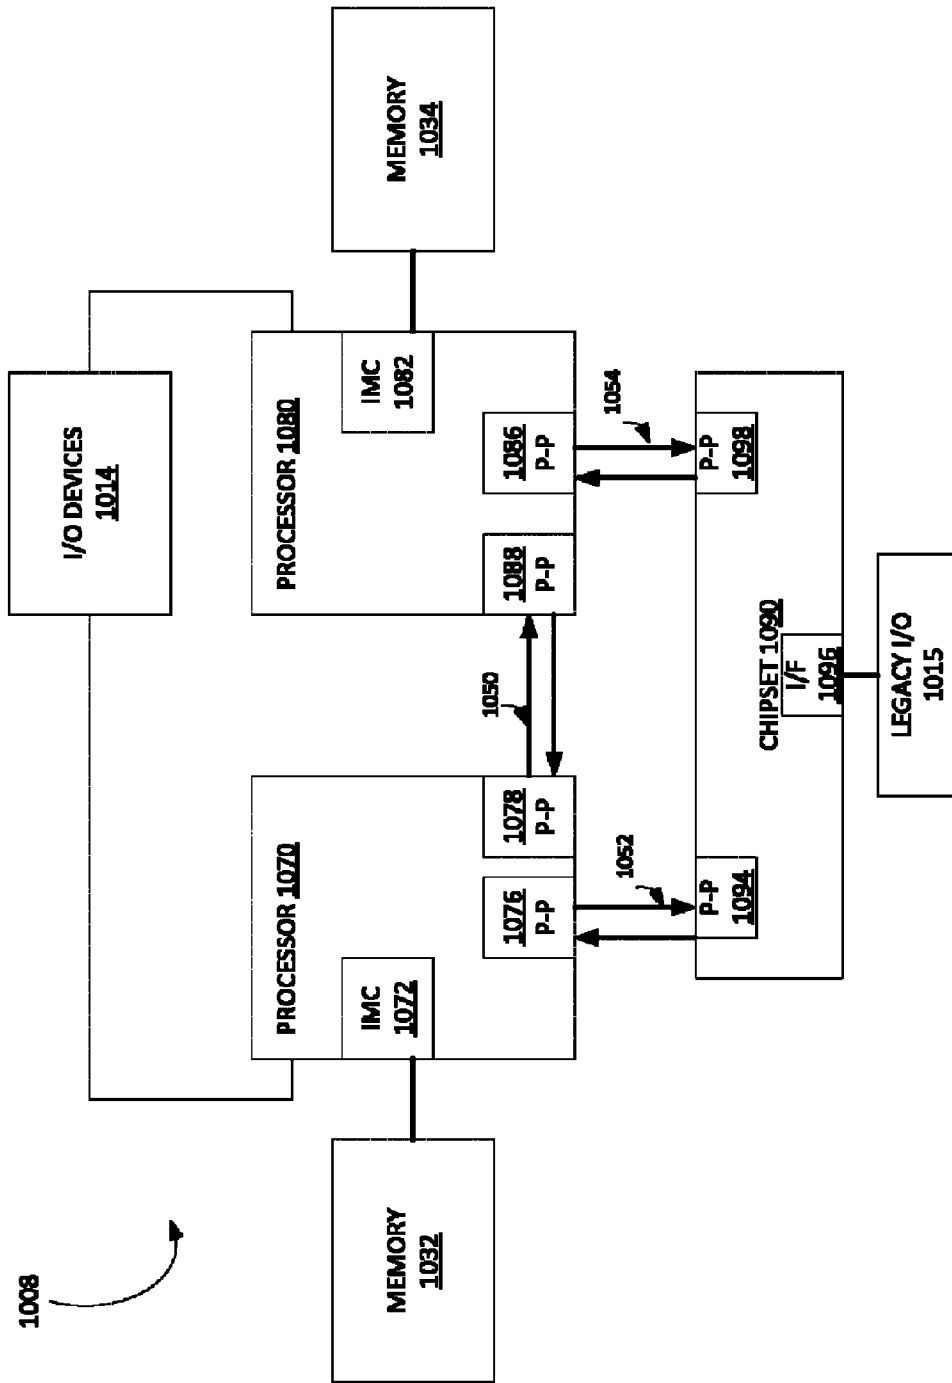 1008
I/O DEVICES
1014
PROCESSOR 1070
PROCESSOR 1080
MEMORY
1032
IMC
1072
IMC
1082
MEMORY
1034
1076
P-P
1078
P-P
1050
1088
P-P
1086
P-P
1052
1054
P-P
1094
P-P
1098
CHIPSET 1090
I/F
1096
LEGACY I/O
1015